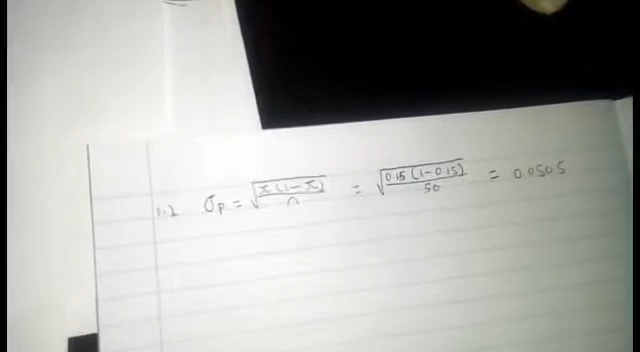 1.2 σp = √(π(1-π)/n) = √(0.15(1-0.15)/50) = 0.0505